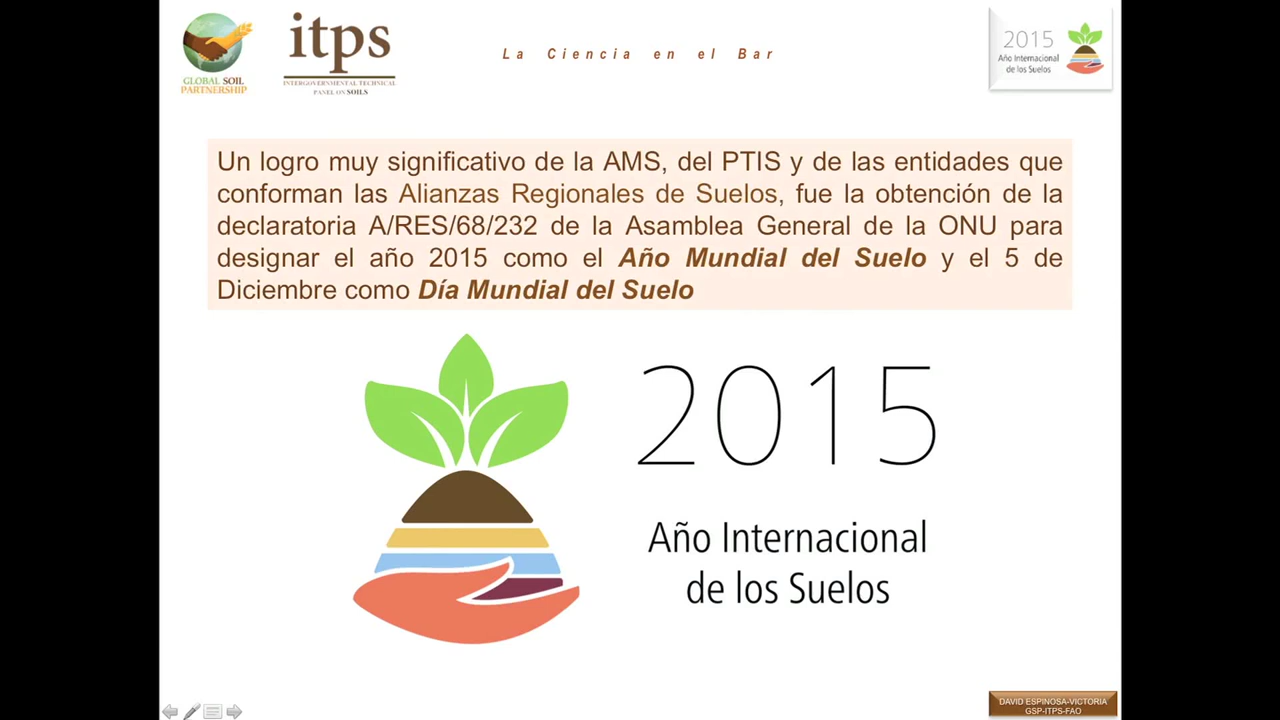 GLOBAL SOIL
PARTNERSHIP
itps
INTERGOVERNMENTAL TECHNICAL
PANEL ON SOILS
La Ciencia en el Bar
2015
Año Internacional
de los Suelos
Un logro muy significativo de la AMS, del PTIS y de las entidades que
conforman las Alianzas Regionales de Suelos, fue la obtención de la
declaratoria A/RES/68/232 de la Asamblea General de la ONU para
designar el año 2015 como el Año Mundial del Suelo y el 5 de
Diciembre como Día Mundial del Suelo
2015
Año Internacional
de los Suelos
DAVID ESPINOSA-VICTORIA
GSP-ITPS-FAO